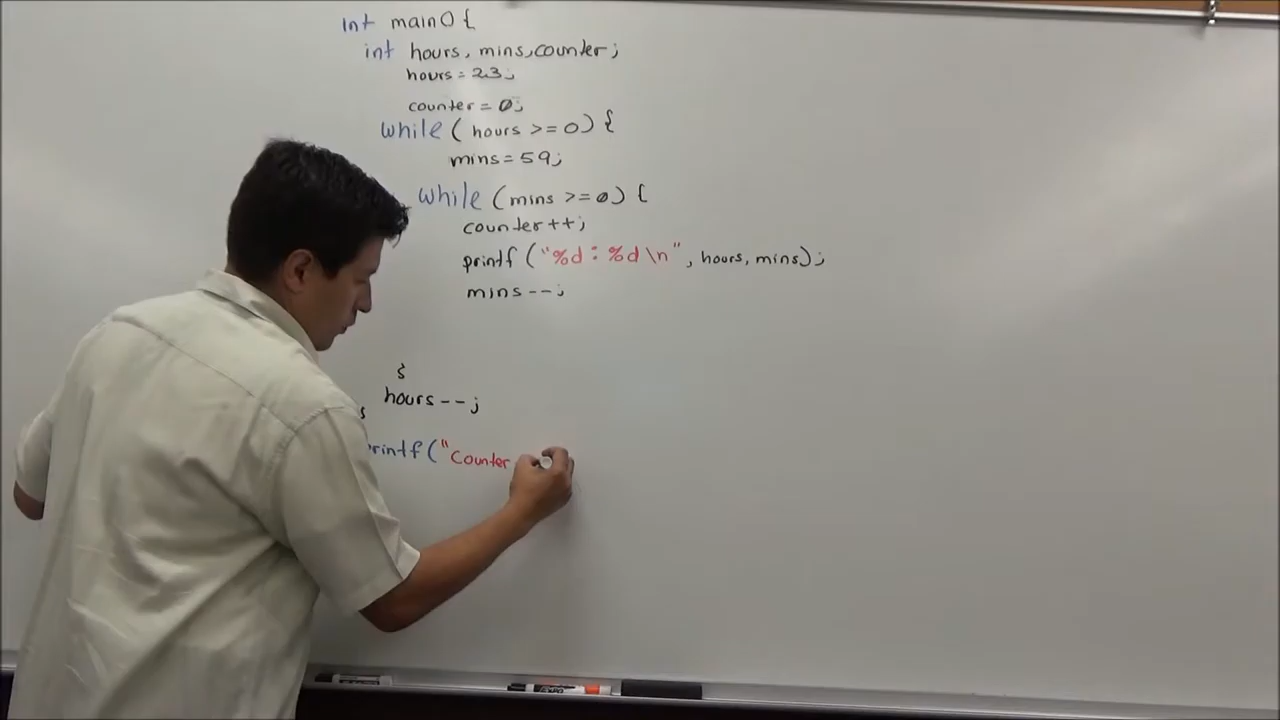 int main() {
int hours, mins, counter;
hours = 23;
counter = 0;
while ( hours >= 0 ) {
mins = 59;
while (mins >= 0) {
counter++;
printf ("%d : %d \n", hours, mins);
mins --;
}
hours --;
}
printf ("Counter